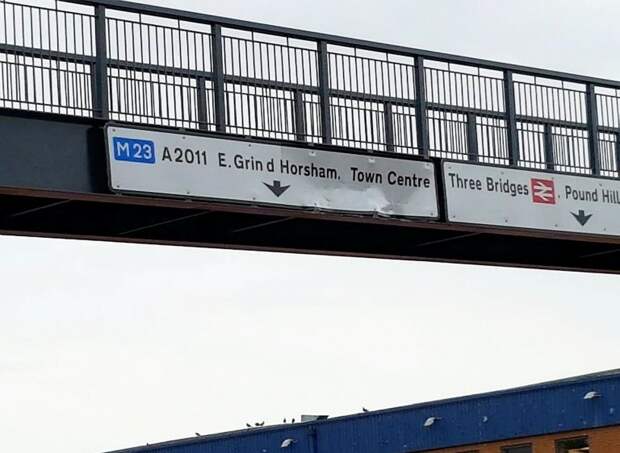 M23 A2011 E.Grin d Horsham, Town Centre
Three Bridges, Pound Hill